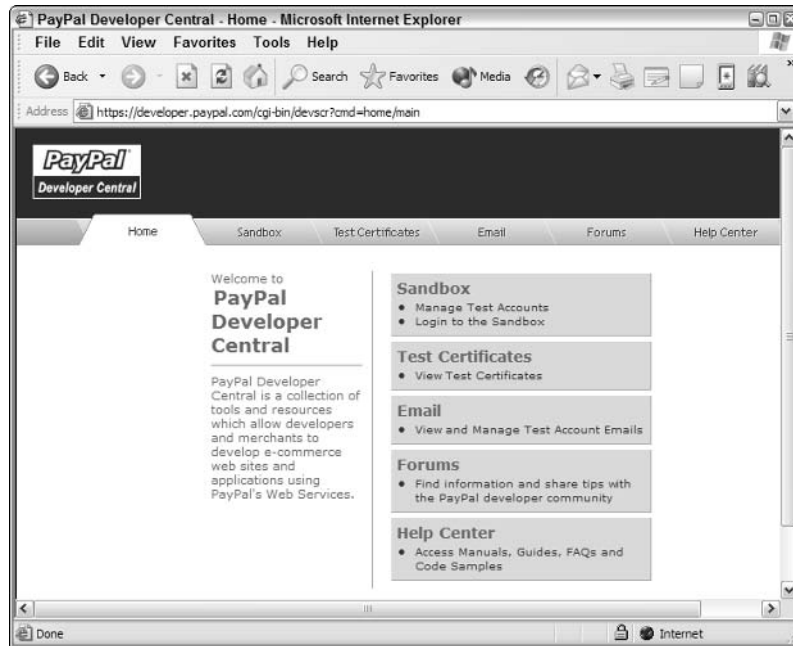 PayPal Developer Central - Home - Microsoft Internet Explorer
File Edit View Favorites Tools Help
Back Search Favorites Media
Address https://developer.paypal.com/cgi-bin/devscr?cmd=home/main
PayPal
Developer Central
Home Sandbox Test Certificates Email Forums Help Center
Welcome to
PayPal
Developer
Central
PayPal Developer
Central is a collection of
tools and resources
which allow developers
and merchants to
develop e-commerce
web sites and
applications using
PayPal's Web Services.
Sandbox
• Manage Test Accounts
• Login to the Sandbox
Test Certificates
• View Test Certificates
Email
• View and Manage Test Account Emails
Forums
• Find information and share tips with
the PayPal developer community
Help Center
• Access Manuals, Guides, FAQs and
Code Samples
Done Internet